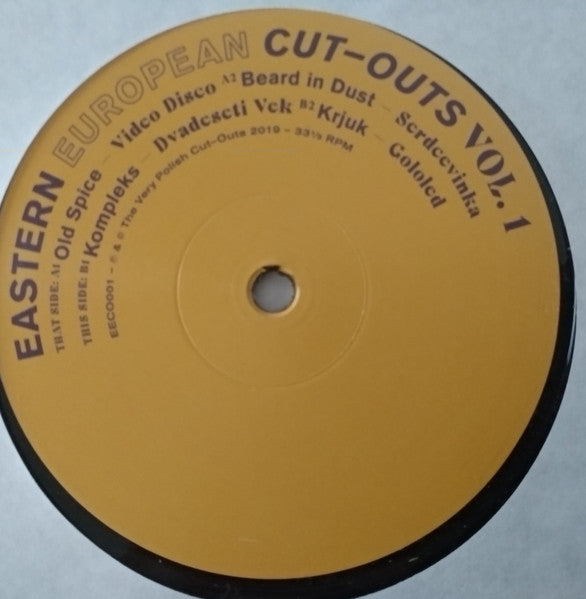 EASTERN EUROPEAN CUT-OUTS VOL. 1
THAT SIDE: A1 Old Spice – Video Disco A2 Beard in Dust – Serdcevinka
THIS SIDE: B1 Kompleks – Dvadeseti Vek B2 Krjuk – Gololed
EECO001 – ℗ & © The Very Polish Cut-Outs 2019 – 33⅓ RPM